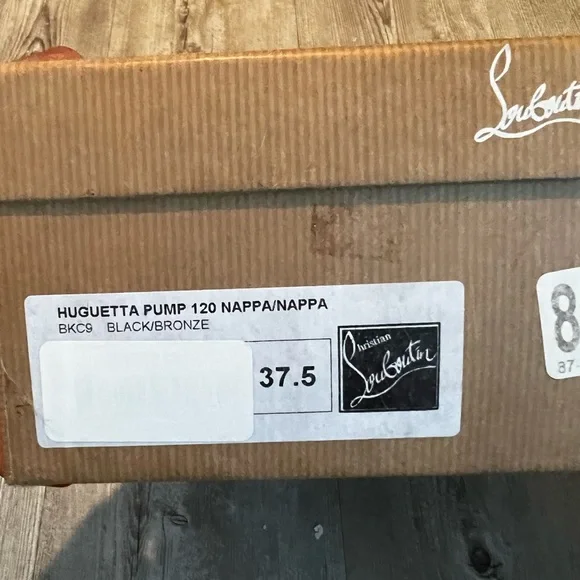 Louboutin
HUGUETTA PUMP 120 NAPPA/NAPPA
BKC9 BLACK/BRONZE
37.5
Christian
Louboutin
8